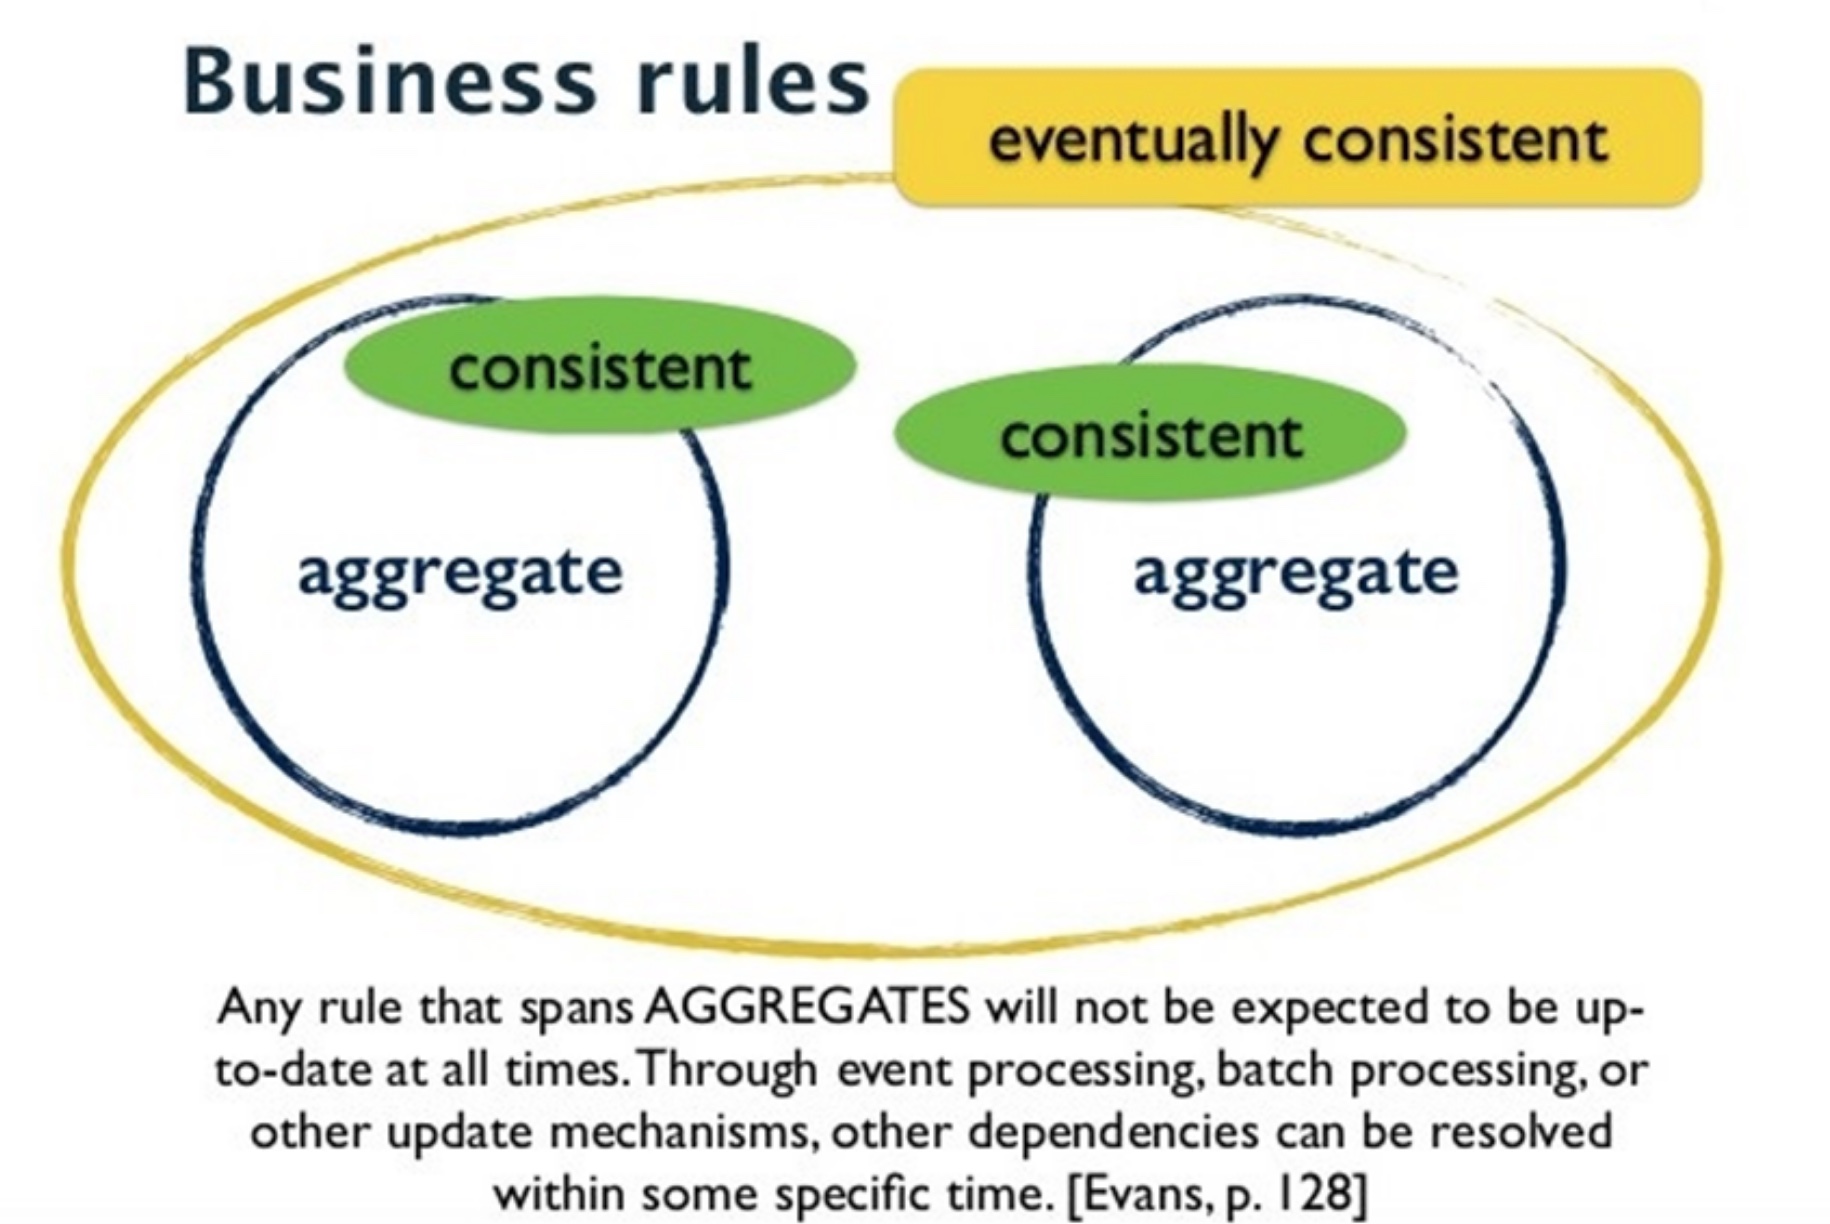 Business rules
eventually consistent
consistent
consistent
aggregate
aggregate
Any rule that spans AGGREGATES will not be expected to be up-
to-date at all times. Through event processing, batch processing, or
other update mechanisms, other dependencies can be resolved
within some specific time. [Evans, p. 128]